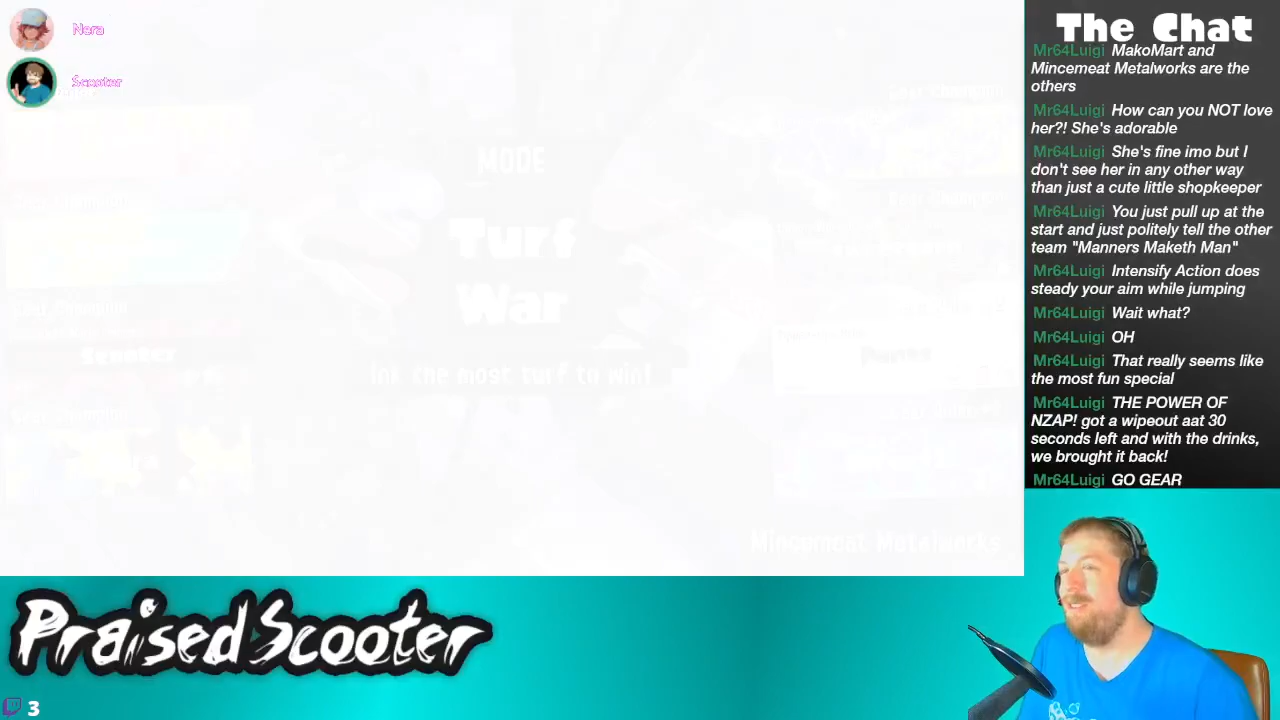 Nera
Scooter
MODE
Turf
War
Ink the most turf to win!
Scooter
Mincemeat Metalworks
The Chat
Mr64Luigi MakoMart and
Mincemeat Metalworks are the
others
Mr64Luigi How can you NOT love
her?! She's adorable
Mr64Luigi She's fine imo but I
don't see her in any other way
than just a cute little shopkeeper
Mr64Luigi You just pull up at the
start and just politely tell the other
team "Manners Maketh Man"
Mr64Luigi Intensify Action does
steady your aim while jumping
Mr64Luigi Wait what?
Mr64Luigi OH
Mr64Luigi That really seems like
the most fun special
Mr64Luigi THE POWER OF
NZAP! got a wipeout aat 30
seconds left and with the drinks,
we brought it back!
Mr64Luigi GO GEAR
PraisedScooter
3